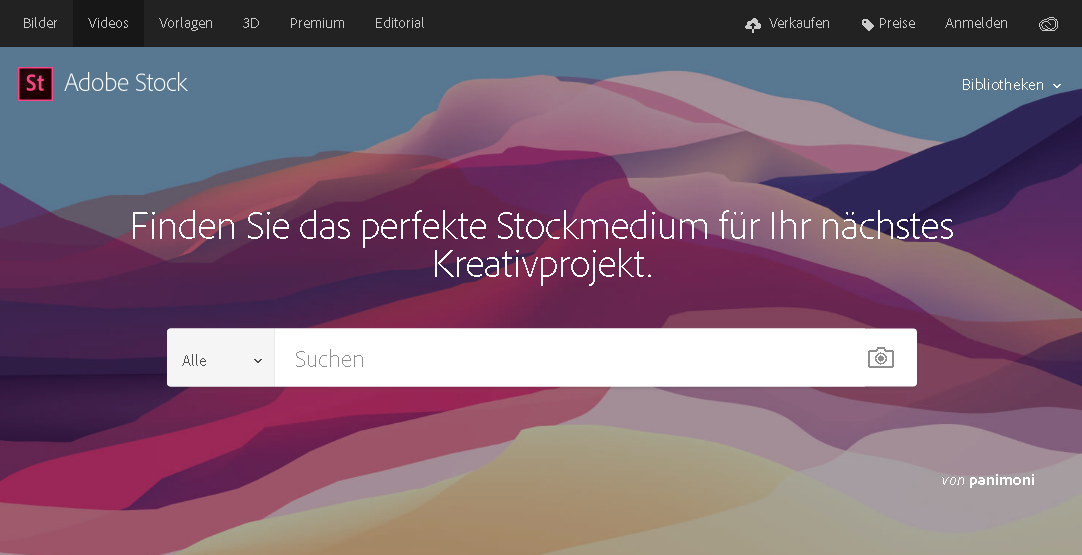 Bilder Videos Vorlagen 3D Premium Editorial Verkaufen Preise Anmelden
St Adobe Stock
Bibliotheken
Finden Sie das perfekte Stockmedium für Ihr nächstes
Kreativprojekt.
Alle Suchen
von panimoni